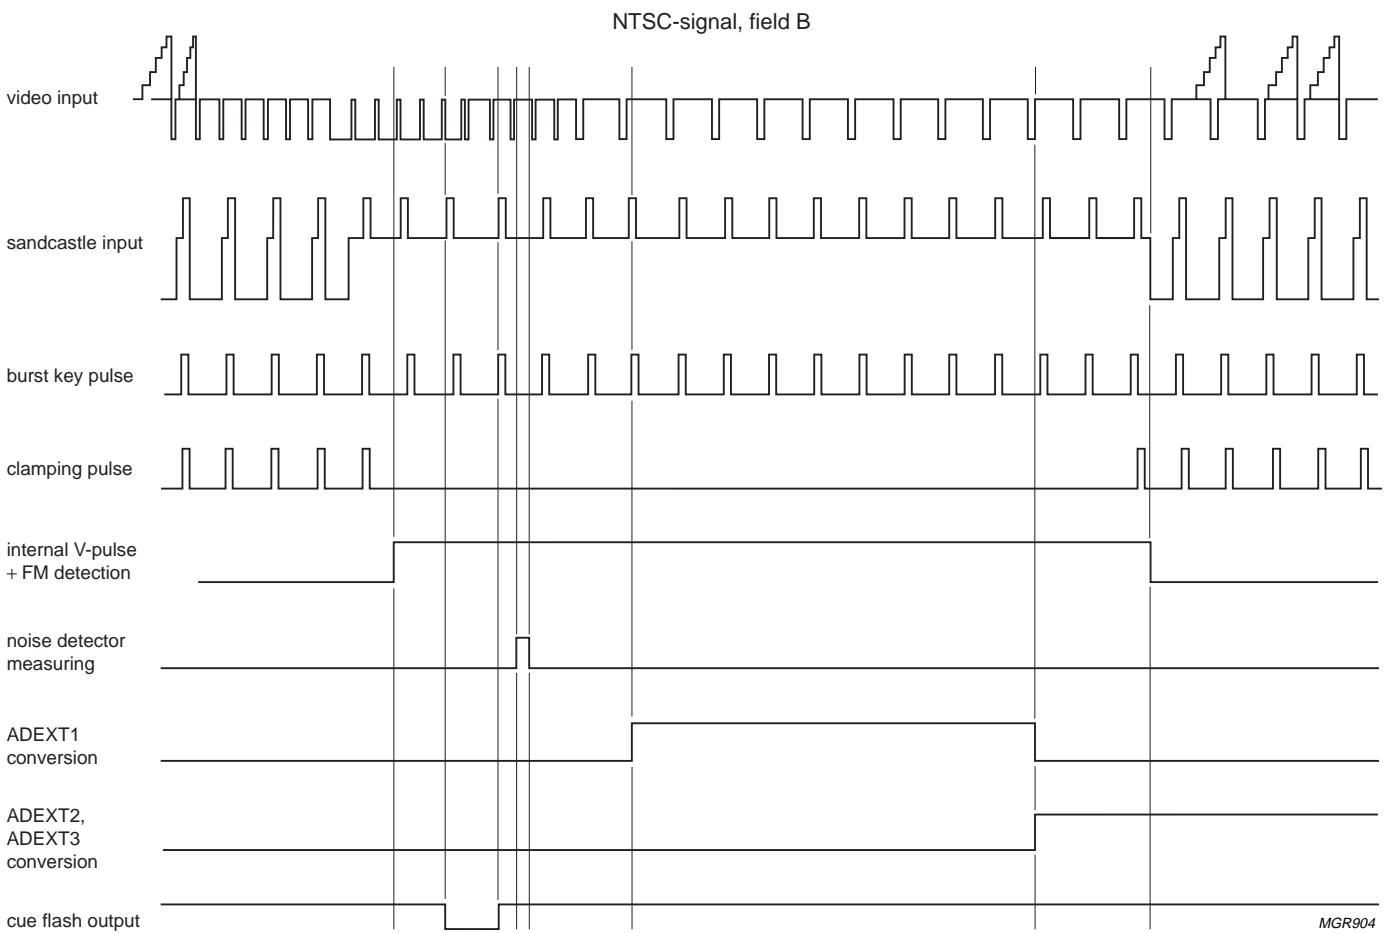 NTSC-signal, field B
video input
sandcastle input
burst key pulse
clamping pulse
internal V-pulse
+ FM detection
noise detector
measuring
ADEXT1
conversion
ADEXT2,
ADEXT3
conversion
cue flash output
MGR904